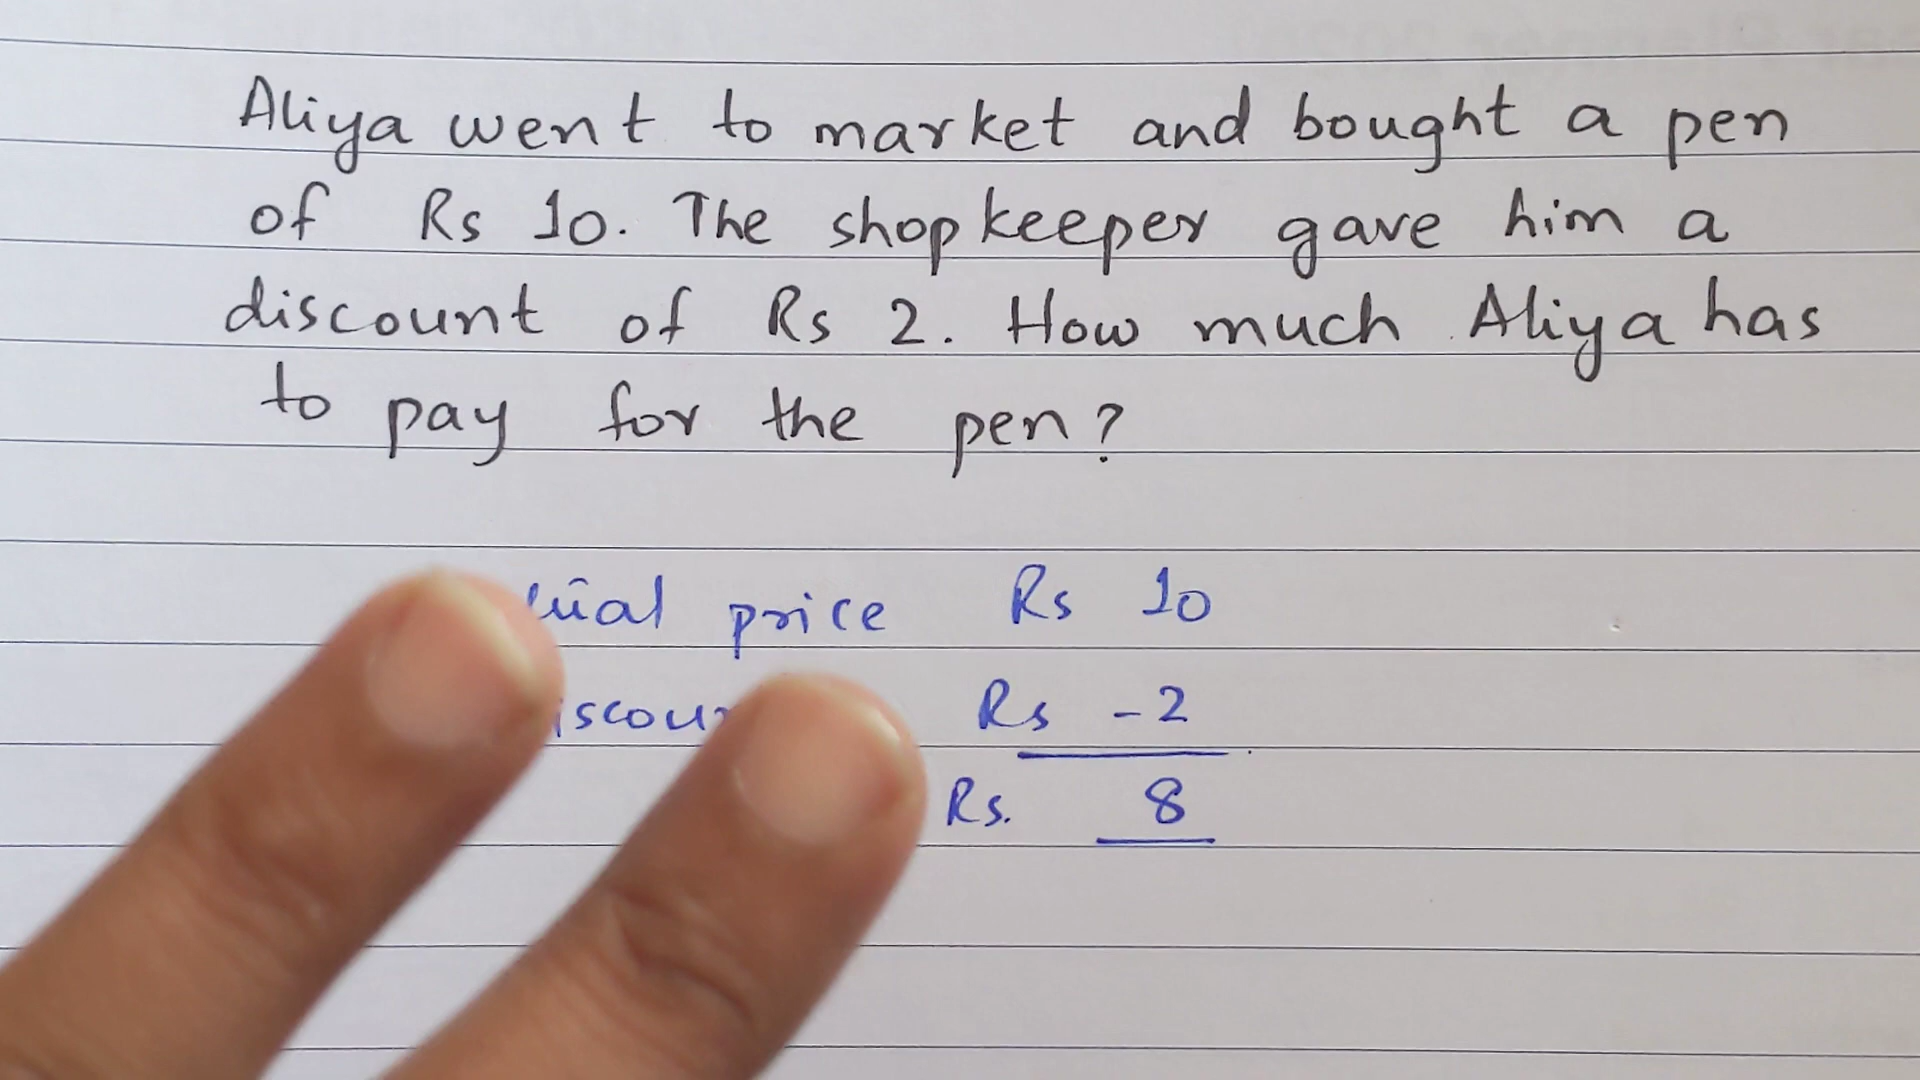 Aliya went to market and bought a pen
of Rs 10. The shopkeeper gave him a
discount of Rs 2. How much Aliya has
to pay for the pen?
price Rs 10
Rs - 2
Rs. 8